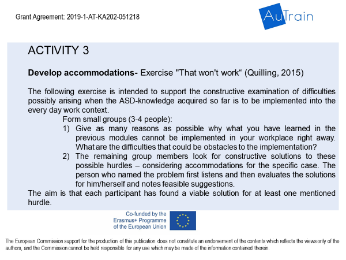 Grant Agreement: 2019-1-AT-KA202-051218
AuTrain
ACTIVITY 3
Develop accommodations- Exercise "That won't work" (Quilling, 2015)
The following exercise is intended to support the constructive examination of difficulties
possibly arising when the ASD-knowledge acquired so far is to be implemented into the
every day work context.
Form small groups (3-4 people):
1) Give as many reasons as possible why what you have learned in the
previous modules cannot be implemented in your workplace right away.
What are the difficulties that could be obstacles to the implementation?
2) The remaining group members look for constructive solutions to these
possible hurdles – considering accommodations for the specific case. The
person who named the problem first listens and then evaluates the solutions
for him/herself and notes feasible suggestions.
The aim is that each participant has found a viable solution for at least one mentioned
hurdle.
Co-funded by the
Erasmus+ Programme
of the European Union
The European Commission support for the production of this publication does not constitute an endorsement of the contents which reflects the views only of the
authors, and the Commission cannot be held responsible for any use which may be made of the information contained therein